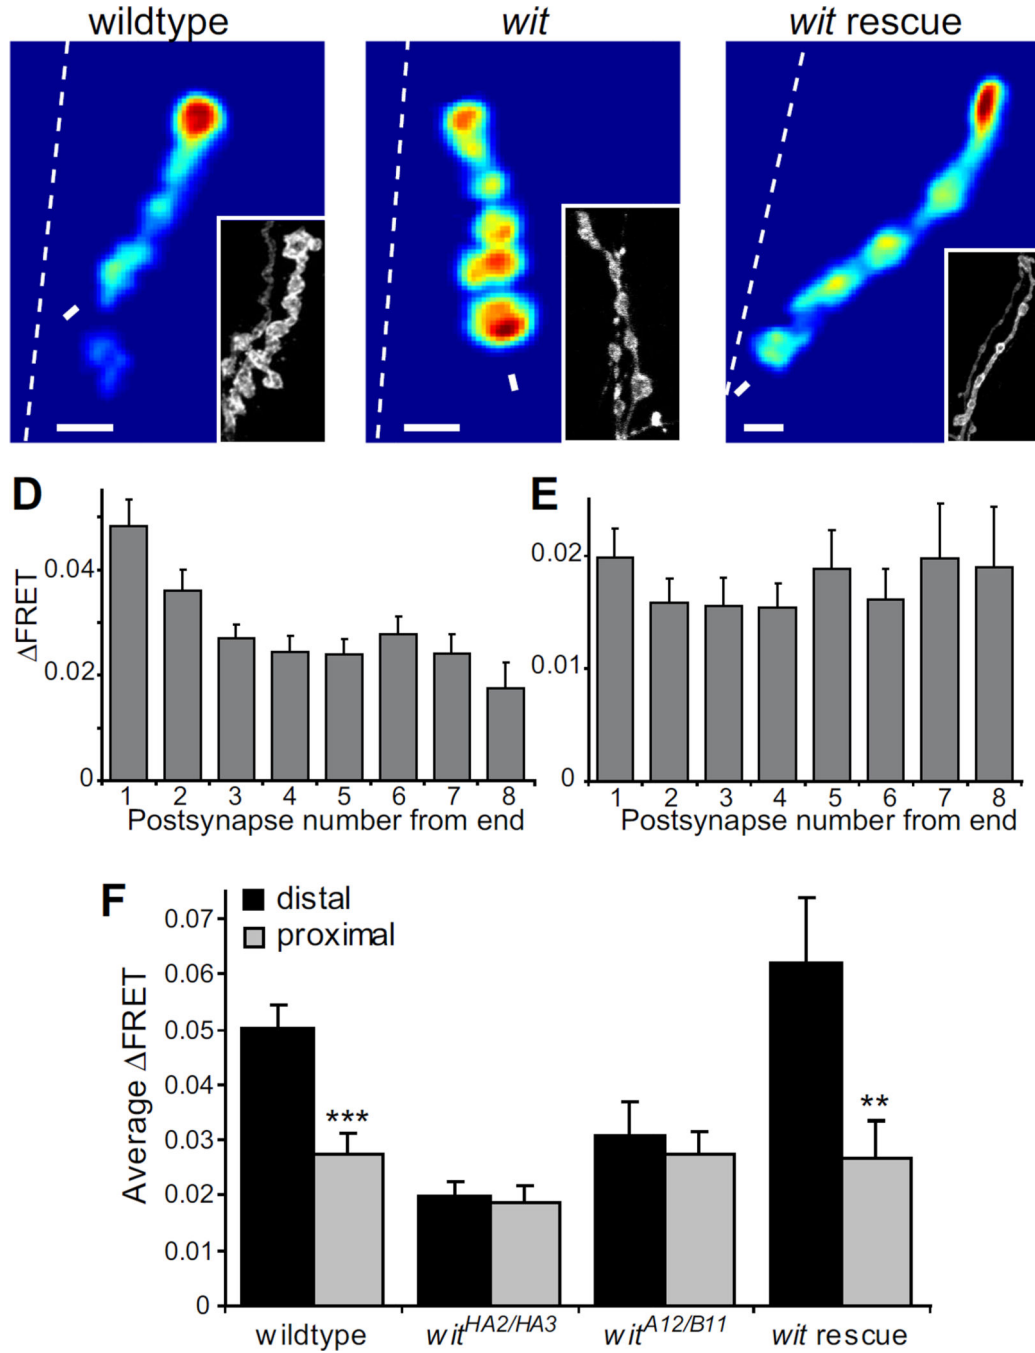 wildtype wit wit rescue
D E
ΔFRET
0.04
0.02
0
1 2 3 4 5 6 7 8
Postsynapse number from end
0.02
0.01
0
1 2 3 4 5 6 7 8
Postsynapse number from end
F
distal
proximal
Average ΔFRET
0.07
0.06
0.05
0.04
0.03
0.02
0.01
0
***
**
wildtype wit^HA2/HA3 wit^A12/B11 wit rescue